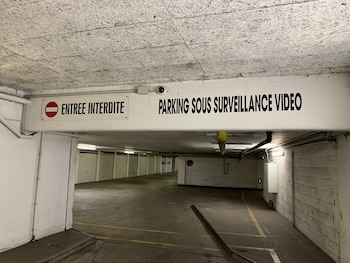 ENTREE INTERDITE
PARKING SOUS SURVEILLANCE VIDEO